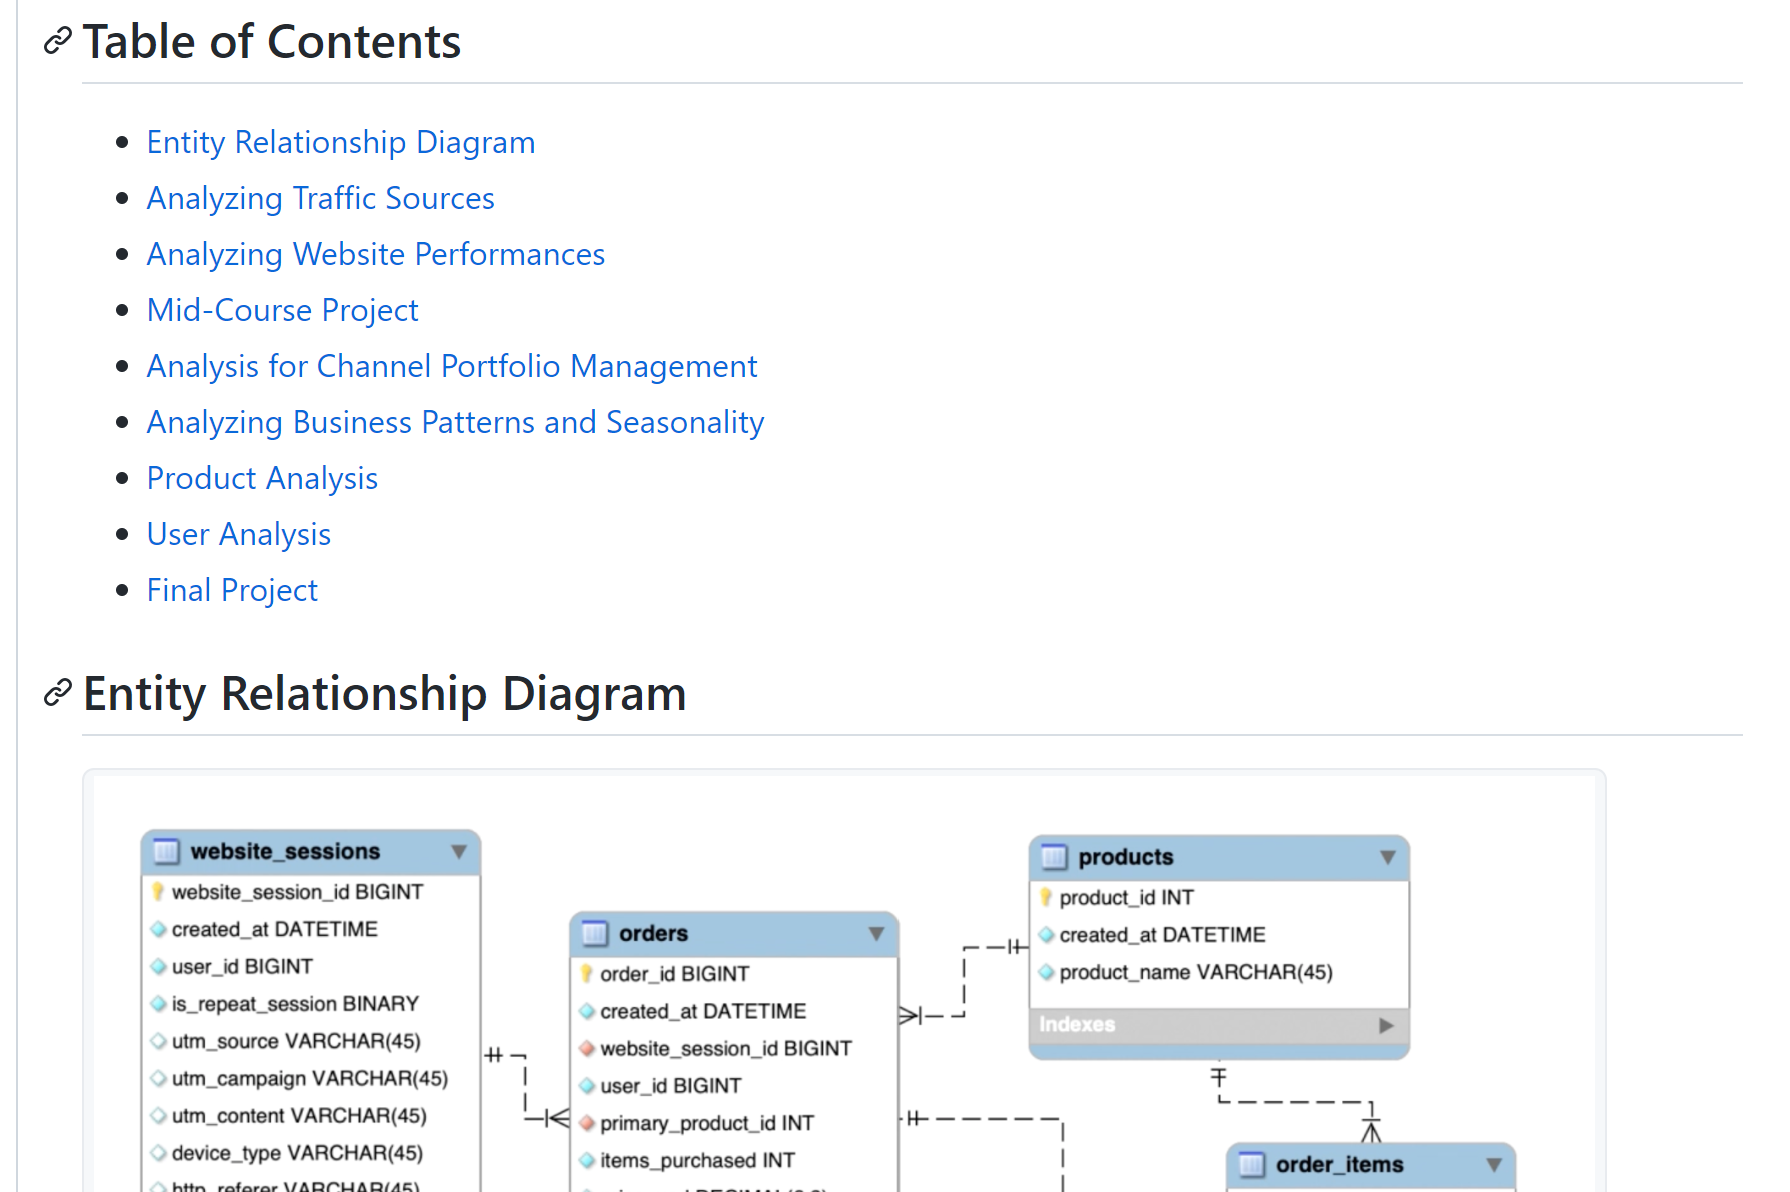 Table of Contents
Entity Relationship Diagram
Analyzing Traffic Sources
Analyzing Website Performances
Mid-Course Project
Analysis for Channel Portfolio Management
Analyzing Business Patterns and Seasonality
Product Analysis
User Analysis
Final Project
Entity Relationship Diagram
website_sessions
website_session_id BIGINT
created_at DATETIME
user_id BIGINT
is_repeat_session BINARY
utm_source VARCHAR(45)
utm_campaign VARCHAR(45)
utm_content VARCHAR(45)
device_type VARCHAR(45)
http_referer VARCHAR(45)
orders
order_id BIGINT
created_at DATETIME
website_session_id BIGINT
user_id BIGINT
primary_product_id INT
items_purchased INT
products
product_id INT
created_at DATETIME
product_name VARCHAR(45)
Indexes
order_items